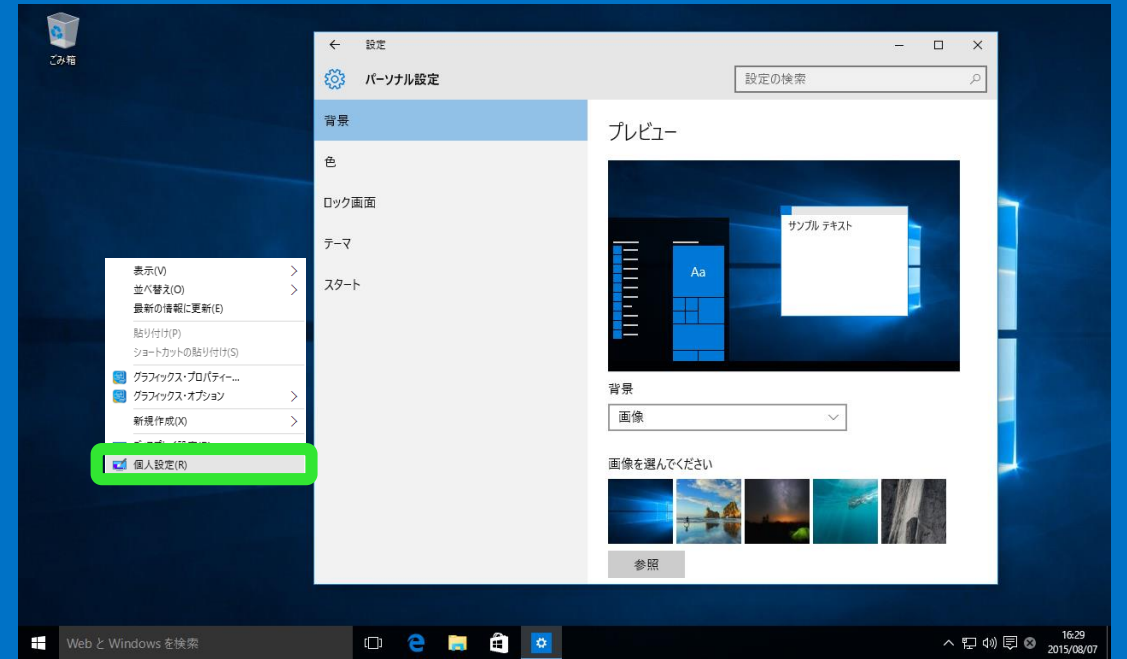 ごみ箱
設定
パーソナル設定
設定の検索
背景
色
ロック画面
テーマ
スタート
プレビュー
サンプル テキスト
Aa
背景
画像
画像を選んでください
参照
表示(V)
並べ替え(O)
最新の情報に更新(E)
貼り付け(P)
ショートカットの貼り付け(S)
グラフィックス・プロパティー...
グラフィックス・オプション
新規作成(X)
個人設定(R)
Web と Windows を検索
16:29
2015/08/07